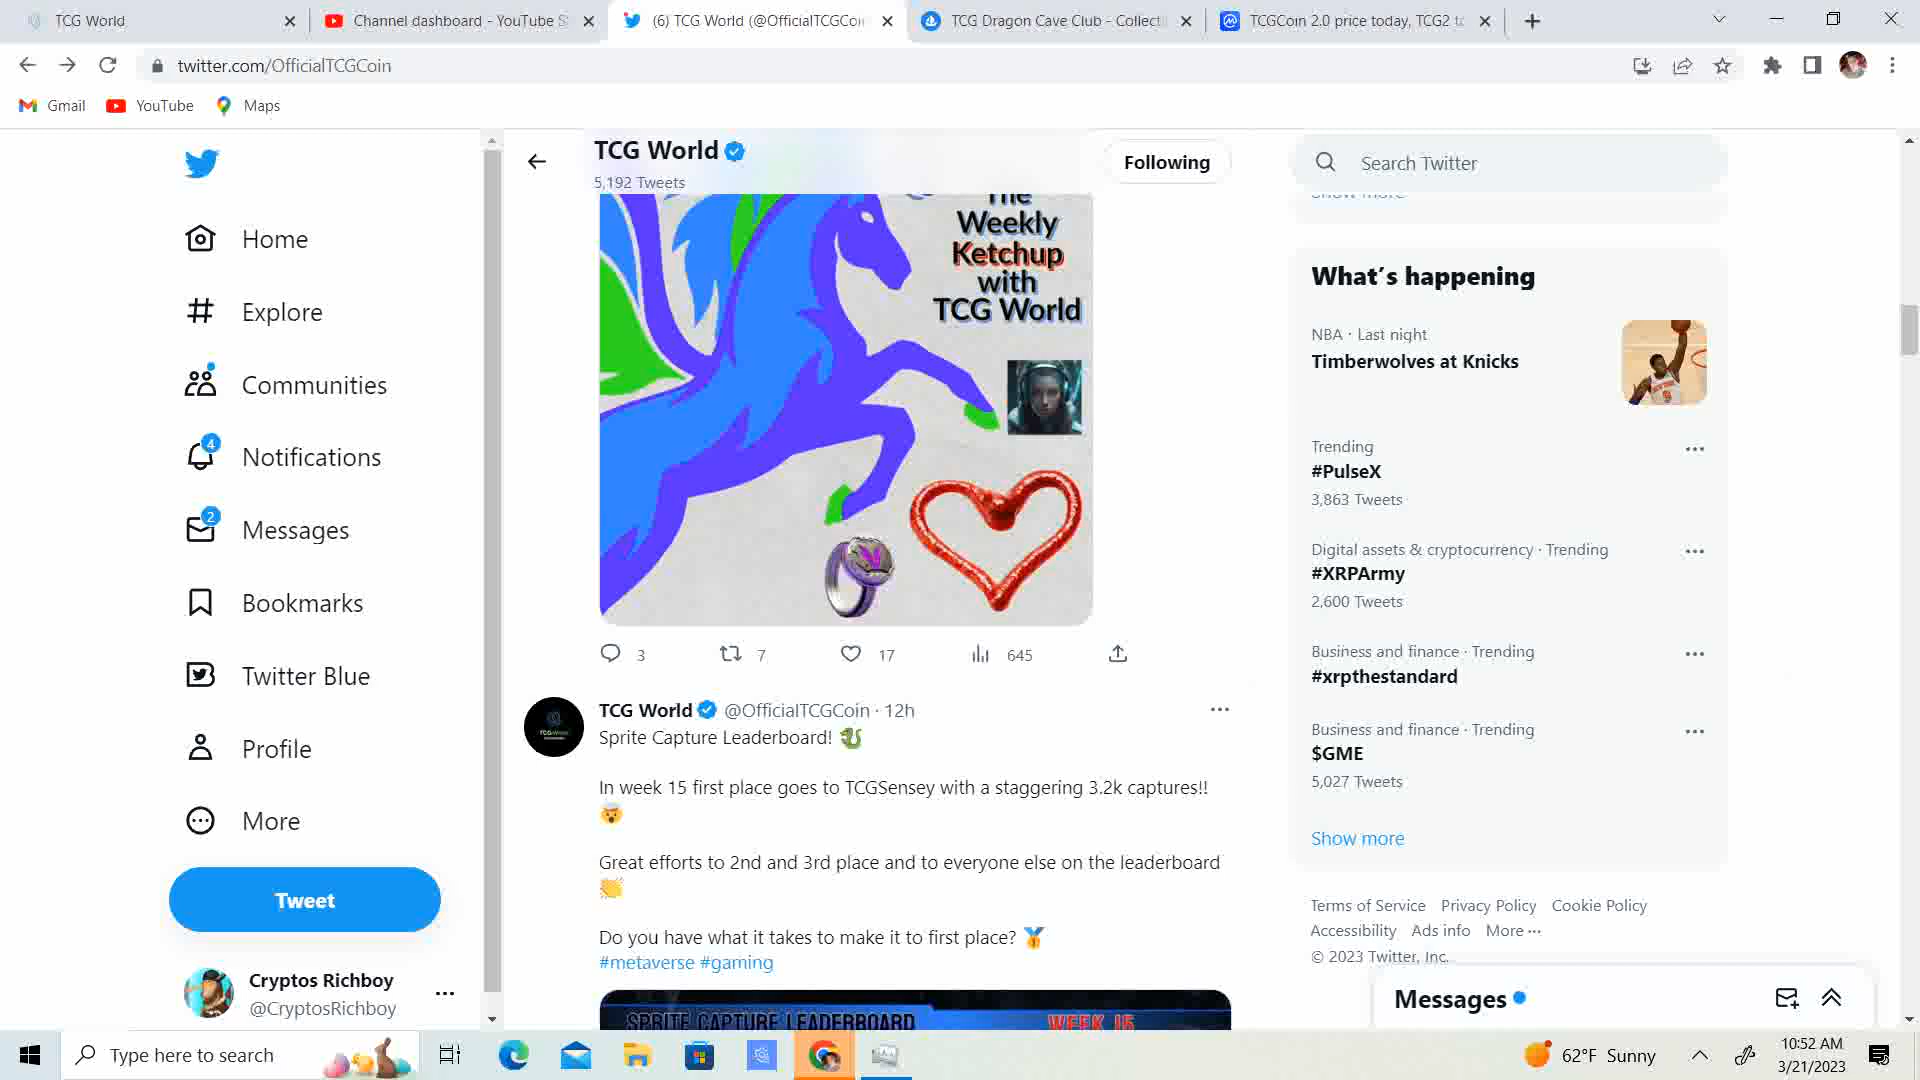 TCG World
Channel dashboard - YouTube S
(6) TCG World (@OfficialTCGCoin
TCG Dragon Cave Club - Collecti
TCGCoin 2.0 price today, TCG2 to
twitter.com/OfficialTCGCoin
Gmail
YouTube
Maps
TCG World
5,192 Tweets
Following
Search Twitter
Show more
Home
Explore
Communities
4
Notifications
2
Messages
Bookmarks
Twitter Blue
Profile
More
Tweet
Cryptos Richboy
@CryptosRichboy
The
Weekly
Ketchup
with
TCG World
3
7
17
645
TCG World @OfficialTCGCoin · 12h
Sprite Capture Leaderboard!
In week 15 first place goes to TCGSensey with a staggering 3.2k captures!!
Great efforts to 2nd and 3rd place and to everyone else on the leaderboard
Do you have what it takes to make it to first place?
#metaverse #gaming
SPRITE CAPTURE LEADERBOARD
WEEK 15
What's happening
NBA · Last night
Timberwolves at Knicks
Trending
#PulseX
3,863 Tweets
Digital assets & cryptocurrency · Trending
#XRPArmy
2,600 Tweets
Business and finance · Trending
#xrpthestandard
Business and finance · Trending
$GME
5,027 Tweets
Show more
Terms of Service Privacy Policy Cookie Policy
Accessibility Ads info More ···
© 2023 Twitter, Inc.
Messages
Type here to search
62°F Sunny
10:52 AM
3/21/2023